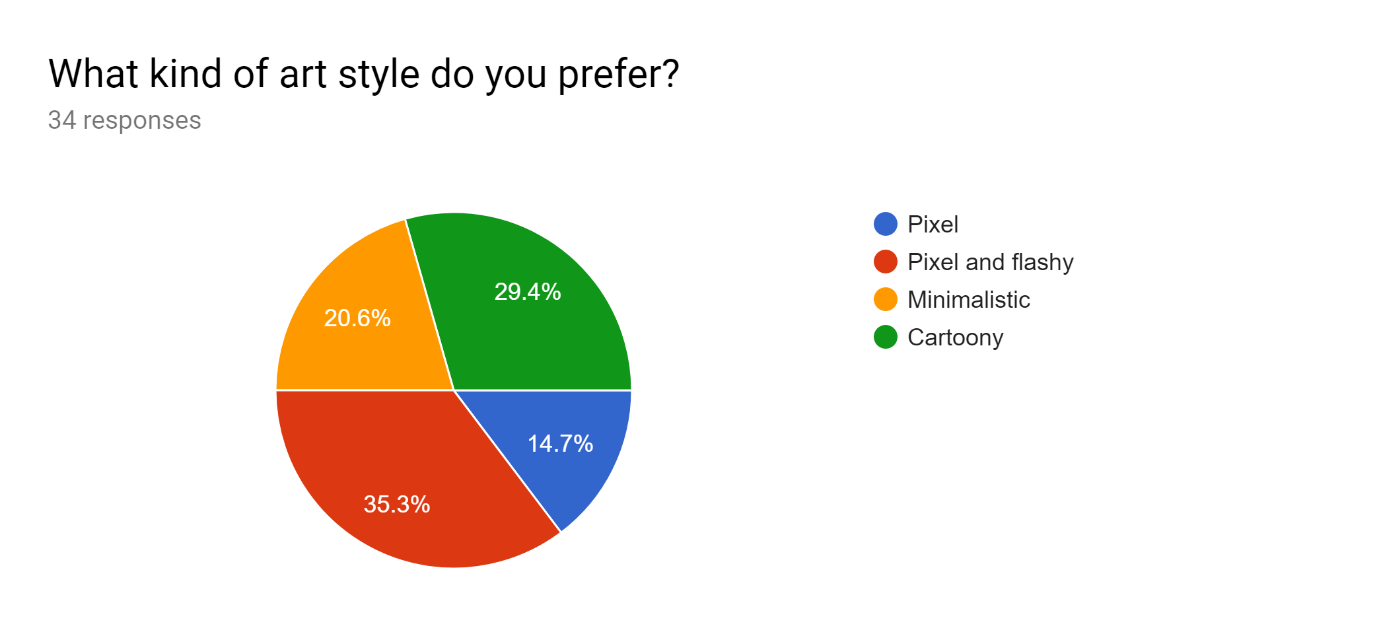 What kind of art style do you prefer?
34 responses
29.4%
20.6%
14.7%
35.3%
Pixel
Pixel and flashy
Minimalistic
Cartoony